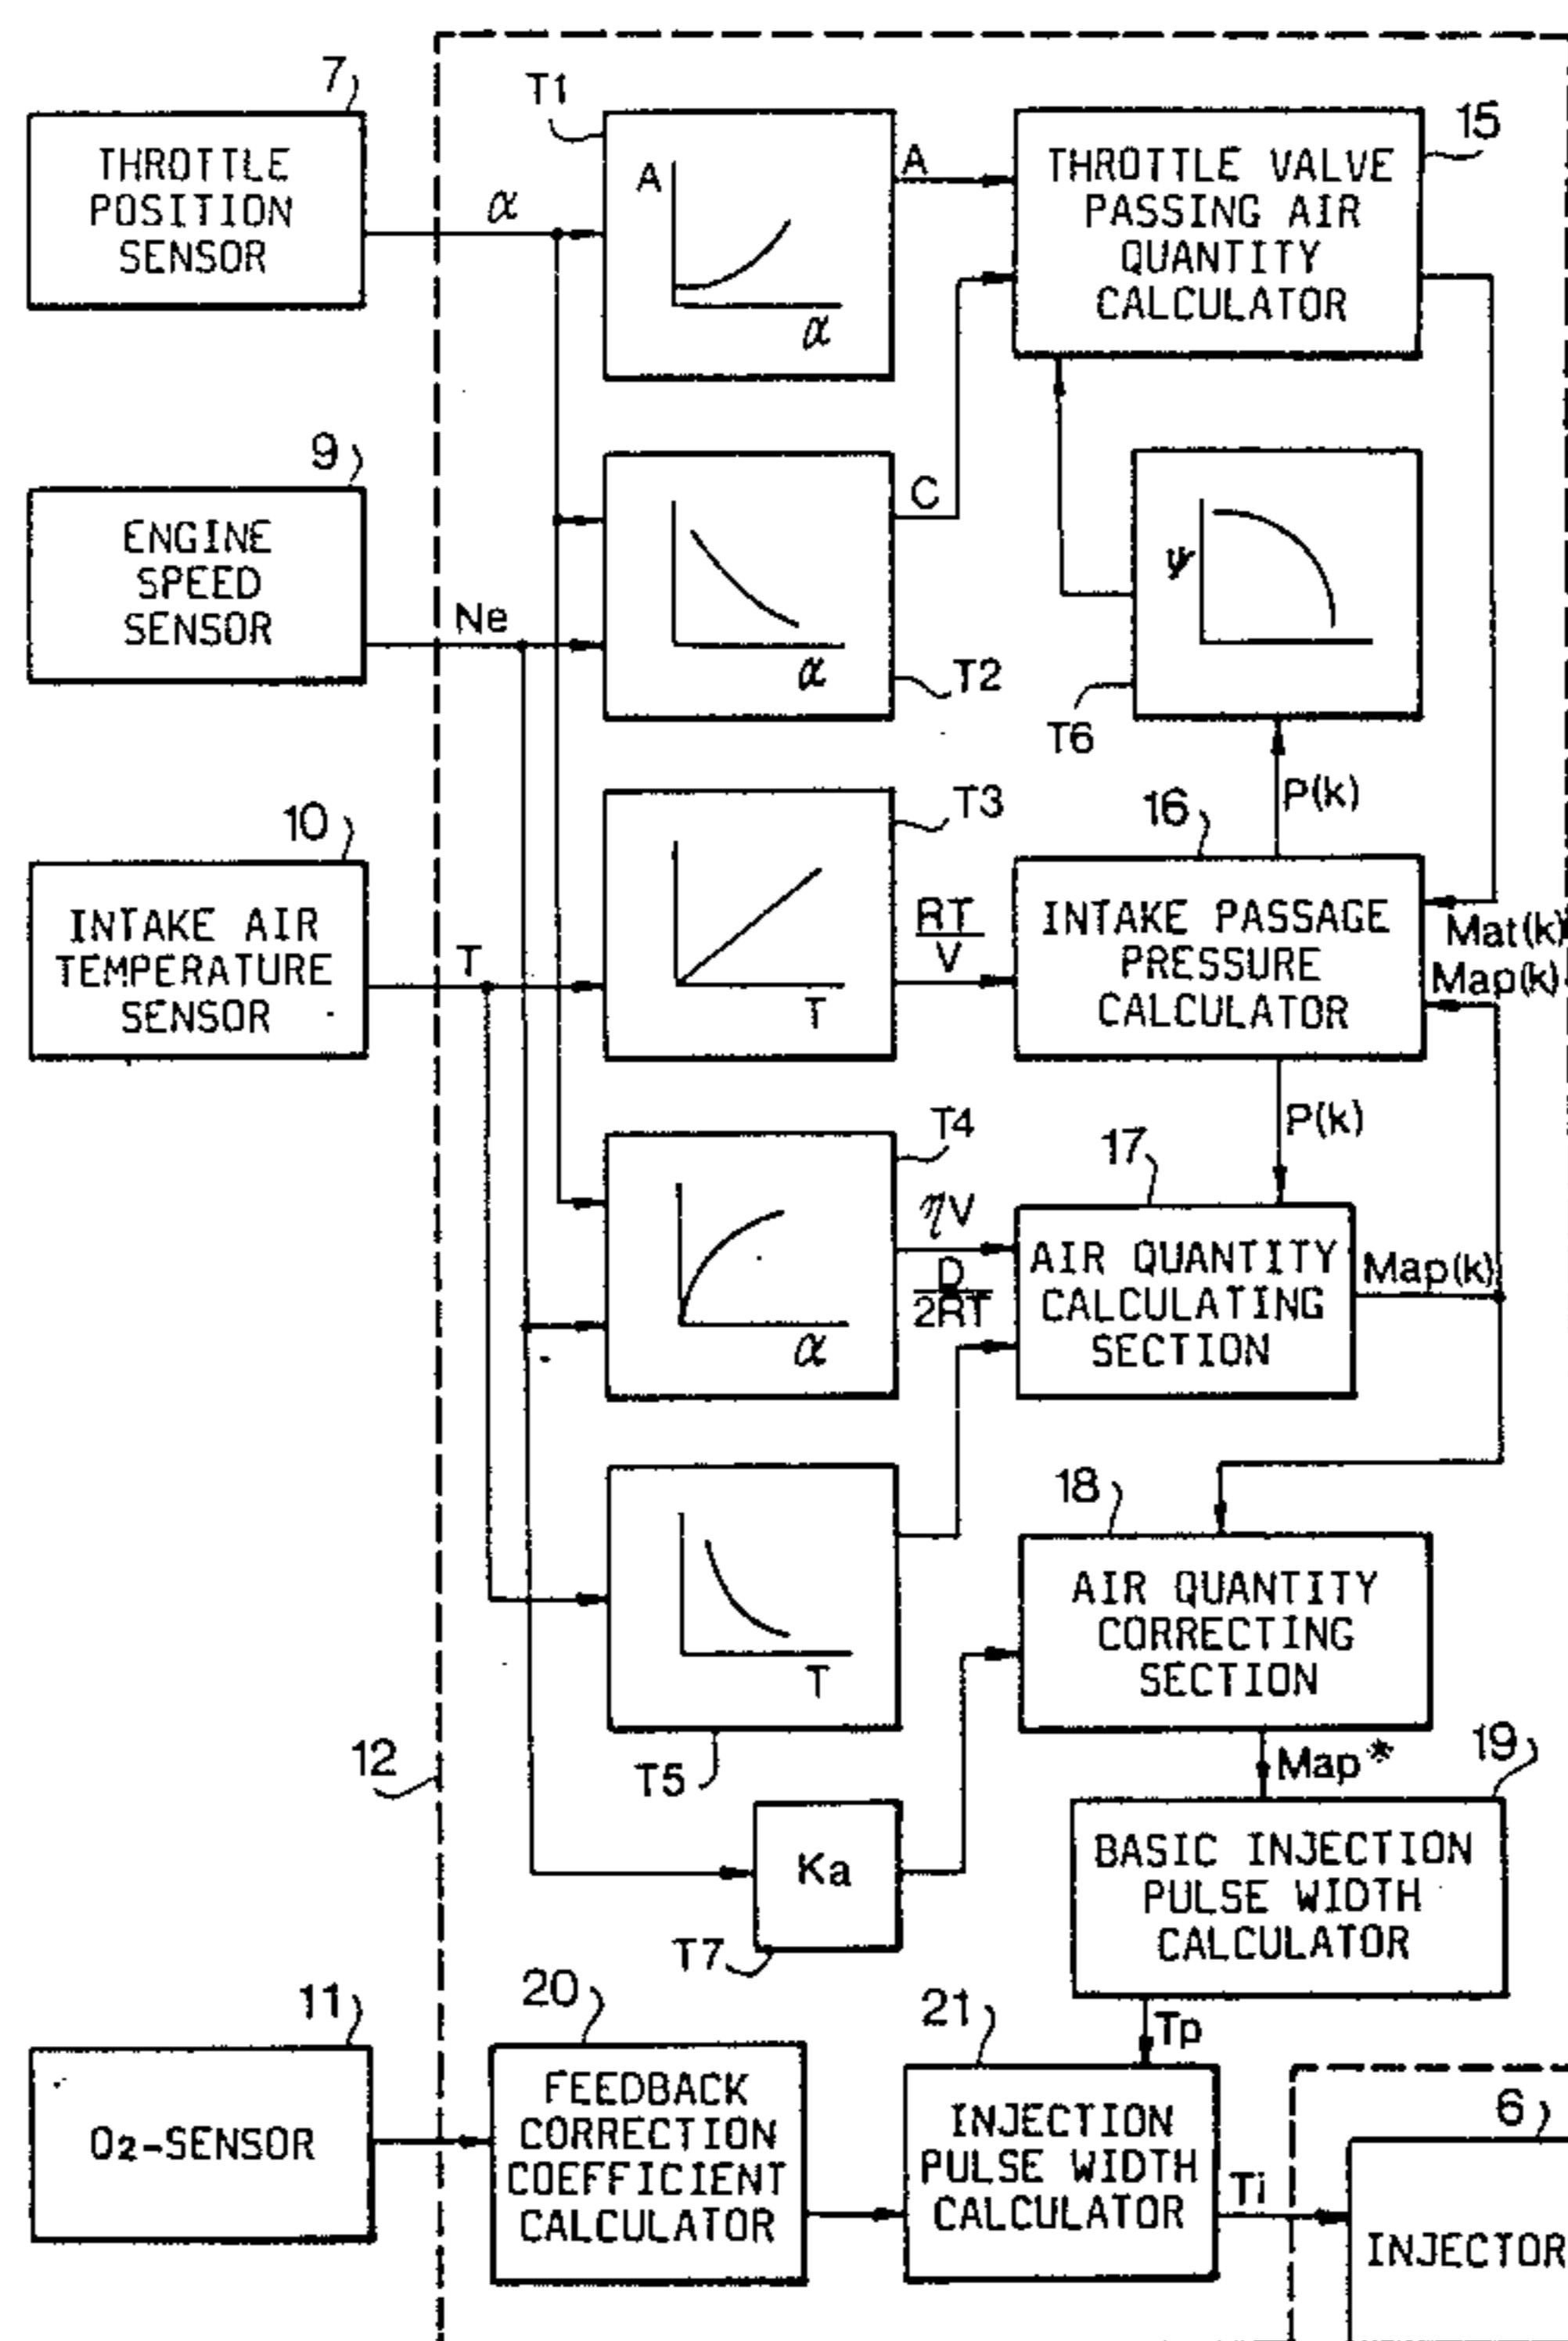 7
THROTTLE
POSITION
SENSOR
α
T1
A
α
A
15
THROTTLE VALVE
PASSING AIR
QUANTITY
CALCULATOR
9
ENGINE
SPEED
SENSOR
Ne
α
T2
C
ψ
T6
P(k)
10
INTAKE AIR
TEMPERATURE
SENSOR
T
T3
T
RT
V
16
INTAKE PASSAGE
PRESSURE
CALCULATOR
Mat(k)
Map(k)
P(k)
T4
α
ηV
D
2RT
17
AIR QUANTITY
CALCULATING
SECTION
Map(k)
T
T5
18
AIR QUANTITY
CORRECTING
SECTION
Map*
12
Ka
T7
19
BASIC INJECTION
PULSE WIDTH
CALCULATOR
Tp
11
O2-SENSOR
20
FEEDBACK
CORRECTION
COEFFICIENT
CALCULATOR
21
INJECTION
PULSE WIDTH
CALCULATOR
Ti
6
INJECTOR